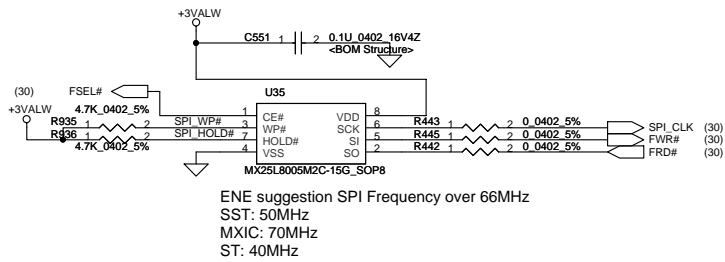 +3VALW
C551 1 2 0.1U_0402_16V4Z
<BOM Structure>
(30) FSEL# U35
+3VALW 4.7K_0402_5% 1 CE# VDD 8
R935 1 2 SPI_WP# 3 WP# SCK 6 R443 1 2 0_0402_5% SPI_CLK (30)
R936 1 2 SPI_HOLD# 7 HOLD# SI 5 R445 1 2 0_0402_5% FWR# (30)
4.7K_0402_5% 4 VSS SO 2 R442 1 2 0_0402_5% FRD# (30)
MX25L8005M2C-15G_SOP8
ENE suggestion SPI Frequency over 66MHz
SST: 50MHz
MXIC: 70MHz
ST: 40MHz